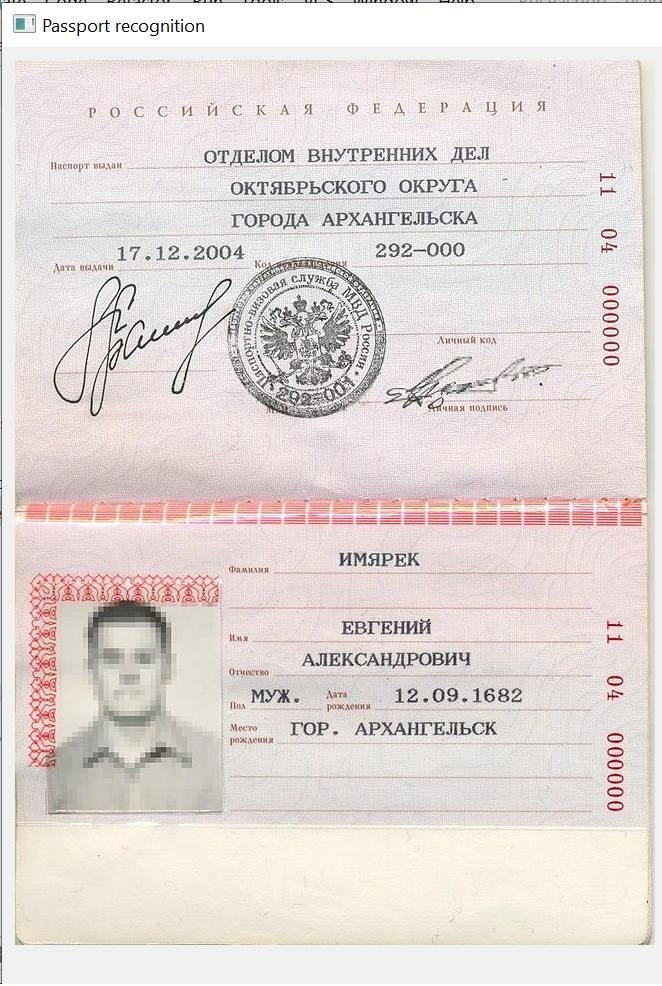 Passport recognition
РОССИЙСКАЯ ФЕДЕРАЦИЯ
Паспорт выдан ОТДЕЛОМ ВНУТРЕННИХ ДЕЛ
ОКТЯБРЬСКОГО ОКРУГА
ГОРОДА АРХАНГЕЛЬСКА
Дата выдачи 17.12.2004 Код подразделения 292-000
11 04 000000
Паспортно-визовая служба МВД России
292-001
Личный код
Личная подпись
ИМЯРЕК
Фамилия
Имя ЕВГЕНИЙ
Отчество АЛЕКСАНДРОВИЧ
Пол МУЖ. Дата рождения 12.09.1682
Место рождения ГОР. АРХАНГЕЛЬСК
11 04 000000